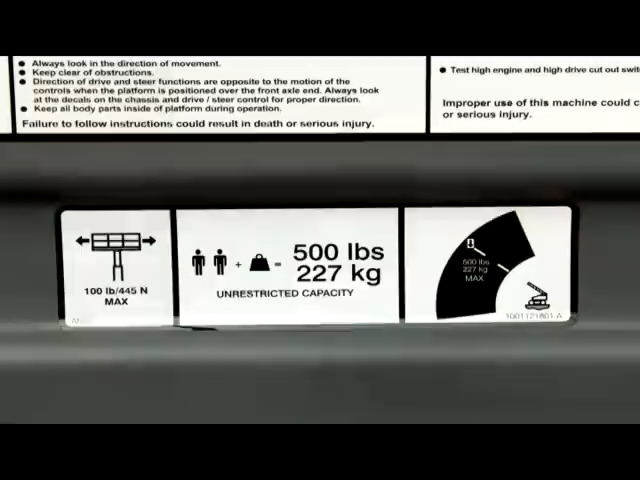 Always look in the direction of movement.
Keep clear of obstructions.
Direction of drive and steer functions are opposite to the motion of the
controls when the platform is positioned over the front axle end. Always look
at the decals on the chassis and drive / steer control for proper direction.
Keep all body parts inside of platform during operation.
Failure to follow instructions could result in death or serious injury.
Test high engine and high drive cut out
Improper use of this machine could
or serious injury.
100 lb/445 N
MAX
+ =
500 lbs
227 kg
UNRESTRICTED CAPACITY
500 lbs
227 kg
MAX
1001121801 A